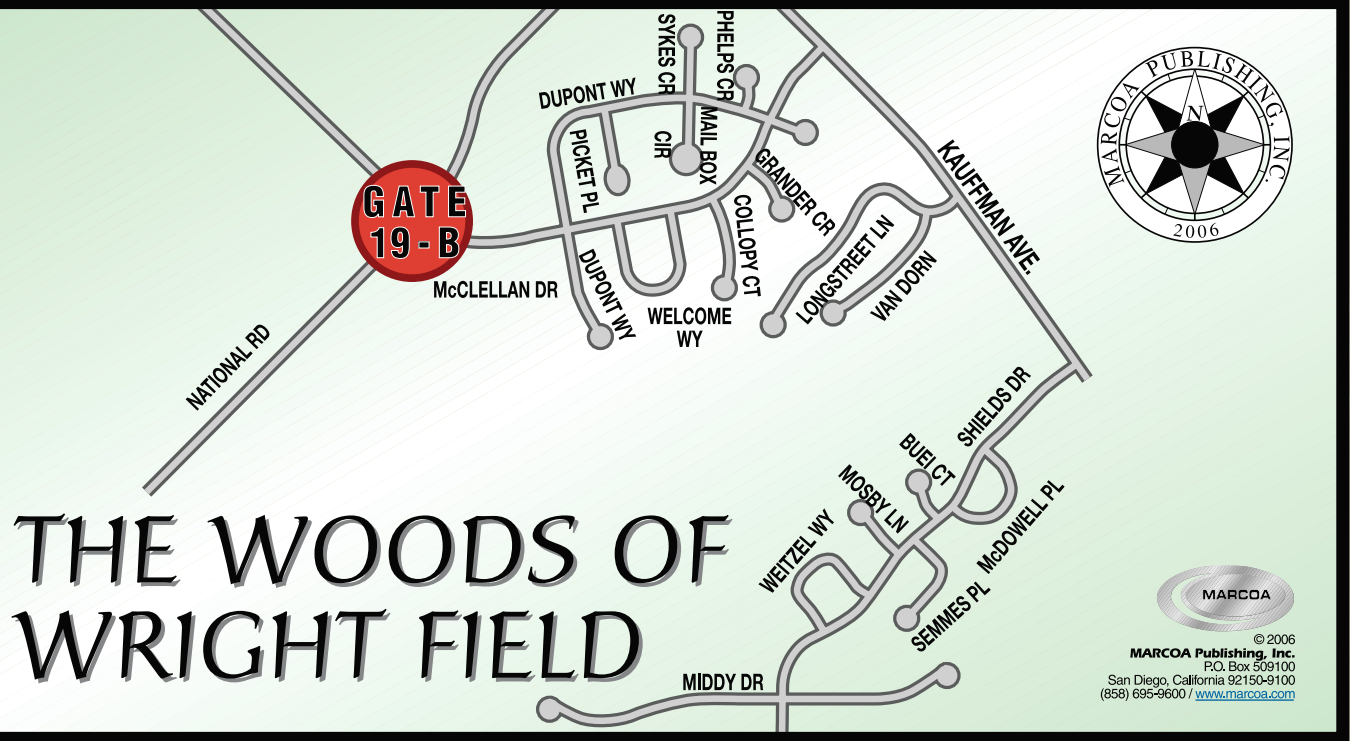 SYKES CR
PHELPS CR
DUPONT WY
MAIL BOX
CIR
PICKET PL
GRANDER CR
COLLOPY CT
GATE
19-B
McCLELLAN DR
DUPONT WY
WELCOME
WY
LONGSTREET LN
VAN DORN
KAUFFMAN AVE.
NATIONAL RD
MARCOA PUBLISHING, INC.
N
2006
SHIELDS DR
BUEI CT
MOSBY LN
WEITZEL WY
McDOWELL PL
SEMMES PL
MIDDY DR
THE WOODS OF
WRIGHT FIELD
MARCOA
© 2006
MARCOA Publishing, Inc.
P.O. Box 509100
San Diego, California 92150-9100
(858) 695-9600 / www.marcoa.com